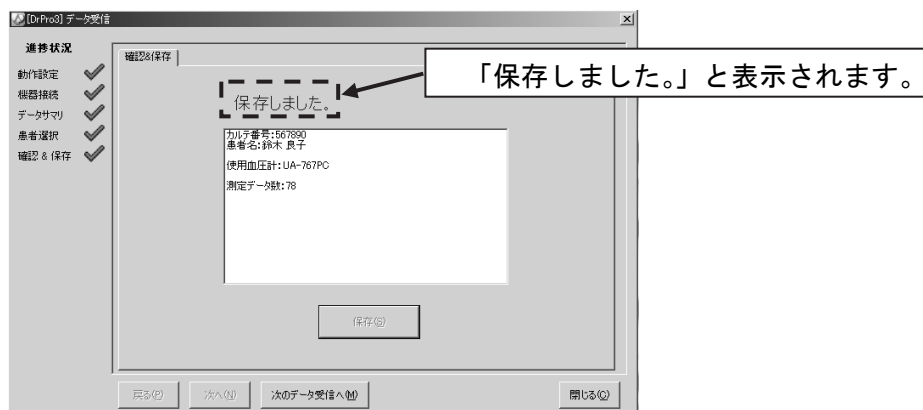 [DrPro3] データ受信
進捗状況
動作設定
機器接続
データサマリ
患者選択
確認 & 保存
確認&保存
保存しました。
「保存しました。」と表示されます。
カルテ番号:567890
患者名:鈴木 良子
使用血圧計:UA-767PC
測定データ数:78
保存(S)
戻る(P)
次へ(N)
次のデータ受信へ(M)
閉じる(C)